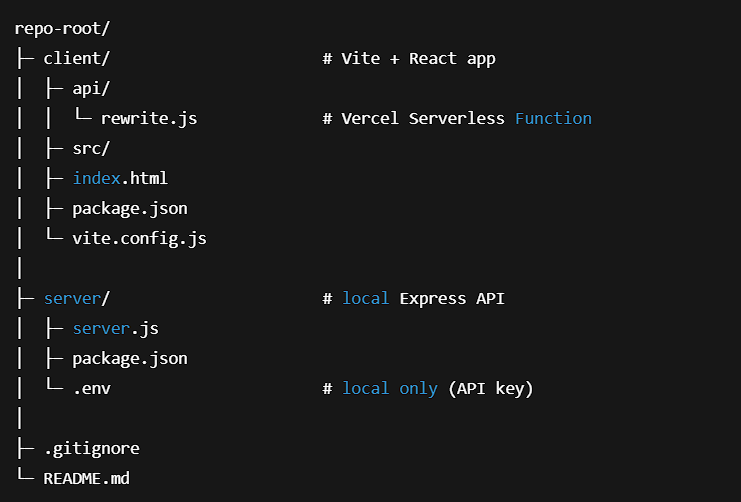 repo-root/
├─ client/                      # Vite + React app
│  ├─ api/
│  │  └─ rewrite.js             # Vercel Serverless Function
│  ├─ src/
│  ├─ index.html
│  ├─ package.json
│  └─ vite.config.js
│
├─ server/                      # local Express API
│  ├─ server.js
│  ├─ package.json
│  └─ .env                      # local only (API key)
│
├─ .gitignore
└─ README.md